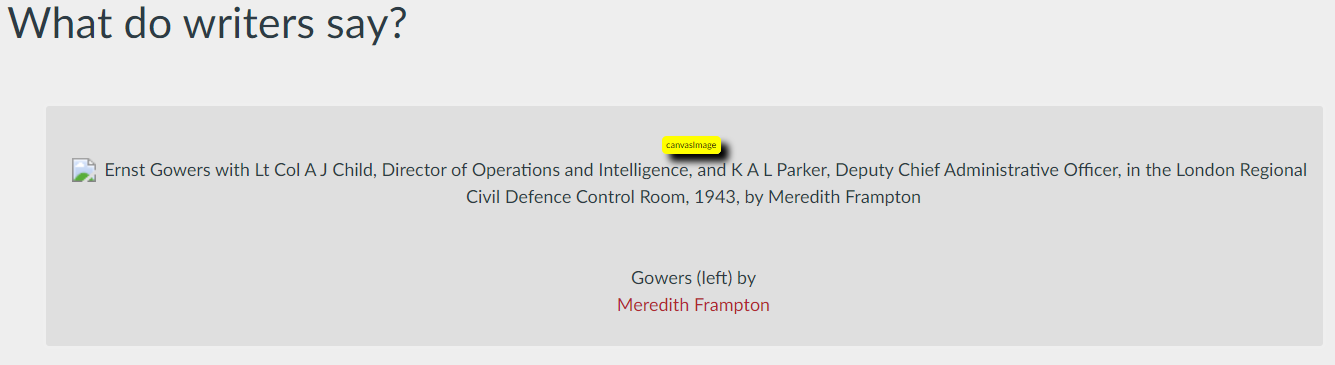 What do writers say?
canvasImage
Ernst Gowers with Lt Col A J Child, Director of Operations and Intelligence, and K A L Parker, Deputy Chief Administrative Officer, in the London Regional
Civil Defence Control Room, 1943, by Meredith Frampton
Gowers (left) by
Meredith Frampton